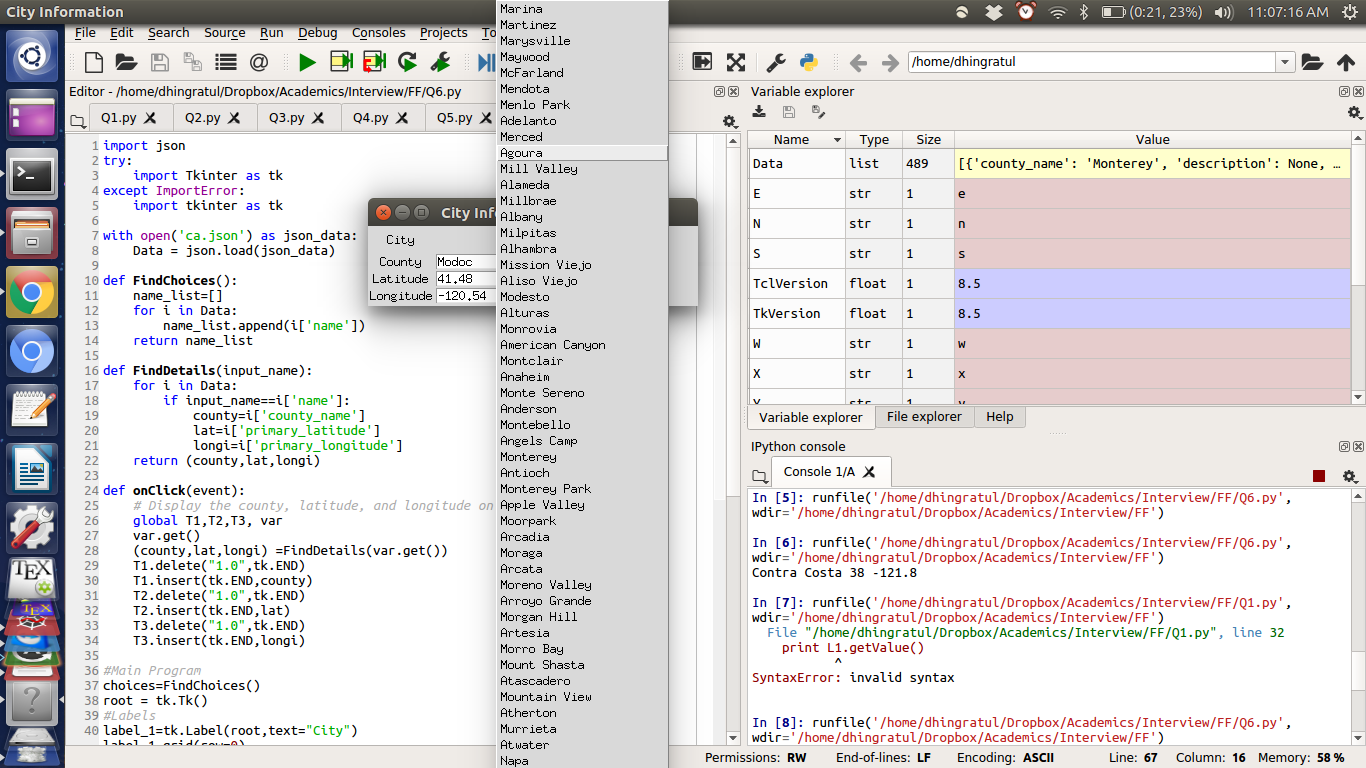 City Information
(0:21, 23%)
11:07:16 AM
File Edit Search Source Run Debug Consoles Projects To
/home/dhingratul
Editor - /home/dhingratul/Dropbox/Academics/Interview/FF/Q6.py
Q1.py
Q2.py
Q3.py
Q4.py
Q5.py
1 import json
2 try:
3 import Tkinter as tk
4 except ImportError:
5 import tkinter as tk
6
7 with open('ca.json') as json_data:
8 Data = json.load(json_data)
9
10 def FindChoices():
11 name_list=[]
12 for i in Data:
13 name_list.append(i['name'])
14 return name_list
15
16 def FindDetails(input_name):
17 for i in Data:
18 if input_name==i['name']:
19 county=i['county_name']
20 lat=i['primary_latitude']
21 longi=i['primary_longitude']
22 return (county,lat,longi)
23
24 def onClick(event):
25 # Display the county, latitude, and longitude on
26 global T1,T2,T3, var
27 var.get()
28 (county,lat,longi) =FindDetails(var.get())
29 T1.delete("1.0",tk.END)
30 T1.insert(tk.END,county)
31 T2.delete("1.0",tk.END)
32 T2.insert(tk.END,lat)
33 T3.delete("1.0",tk.END)
34 T3.insert(tk.END,longi)
35
36 #Main Program
37 choices=FindChoices()
38 root = tk.Tk()
39 #Labels
40 label_1=tk.Label(root,text="City")
City Info
City
County Modoc
Latitude 41.48
Longitude -120.54
Marina
Martinez
Marysville
Maywood
McFarland
Mendota
Menlo Park
Adelanto
Merced
Agoura
Mill Valley
Alameda
Millbrae
Albany
Milpitas
Alhambra
Mission Viejo
Aliso Viejo
Modesto
Alturas
Monrovia
American Canyon
Montclair
Anaheim
Monte Sereno
Anderson
Montebello
Angels Camp
Monterey
Antioch
Monterey Park
Apple Valley
Moorpark
Arcadia
Moraga
Arcata
Moreno Valley
Arroyo Grande
Morgan Hill
Artesia
Morro Bay
Mount Shasta
Atascadero
Mountain View
Atherton
Murrieta
Atwater
Napa
Variable explorer
Name Type Size Value
Data list 489 [{'county_name': 'Monterey', 'description': None, ...
E str 1 e
N str 1 n
S str 1 s
TclVersion float 1 8.5
TkVersion float 1 8.5
W str 1 w
X str 1 x
Y str 1 y
Variable explorer File explorer Help
IPython console
Console 1/A
In [5]: runfile('/home/dhingratul/Dropbox/Academics/Interview/FF/Q6.py',
wdir='/home/dhingratul/Dropbox/Academics/Interview/FF')
In [6]: runfile('/home/dhingratul/Dropbox/Academics/Interview/FF/Q6.py',
wdir='/home/dhingratul/Dropbox/Academics/Interview/FF')
Contra Costa 38 -121.8
In [7]: runfile('/home/dhingratul/Dropbox/Academics/Interview/FF/Q1.py',
wdir='/home/dhingratul/Dropbox/Academics/Interview/FF')
File "/home/dhingratul/Dropbox/Academics/Interview/FF/Q1.py", line 32
print L1.getValue()
^
SyntaxError: invalid syntax
In [8]: runfile('/home/dhingratul/Dropbox/Academics/Interview/FF/Q6.py',
wdir='/home/dhingratul/Dropbox/Academics/Interview/FF')
Permissions: RW End-of-lines: LF Encoding: ASCII Line: 67 Column: 16 Memory: 58 %